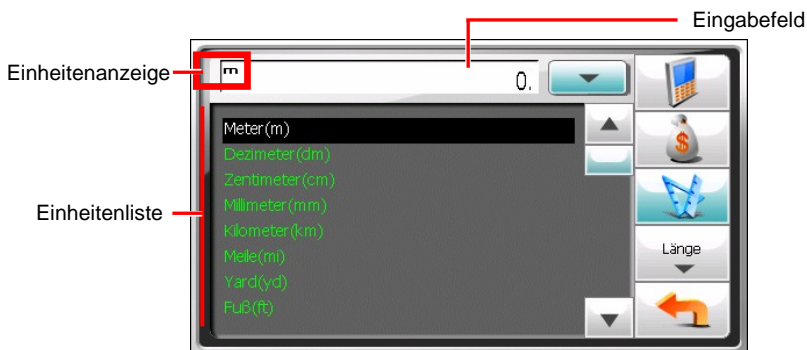 Eingabefeld
Einheitenanzeige
m
0.
Meter(m)
Dezimeter(dm)
Zentimeter(cm)
Millimeter(mm)
Kilometer(km)
Meile(mi)
Yard(yd)
Fuß(ft)
Einheitenliste
$
Länge